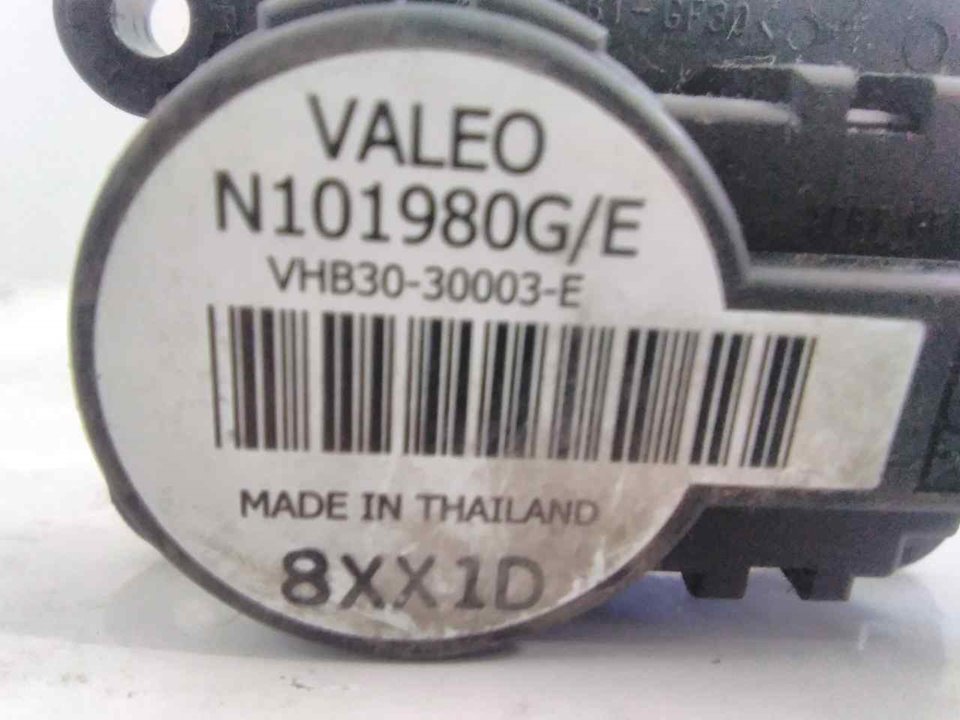 VALEO
N101980G/E
VHB30-30003-E
MADE IN THAILAND
8XX1D